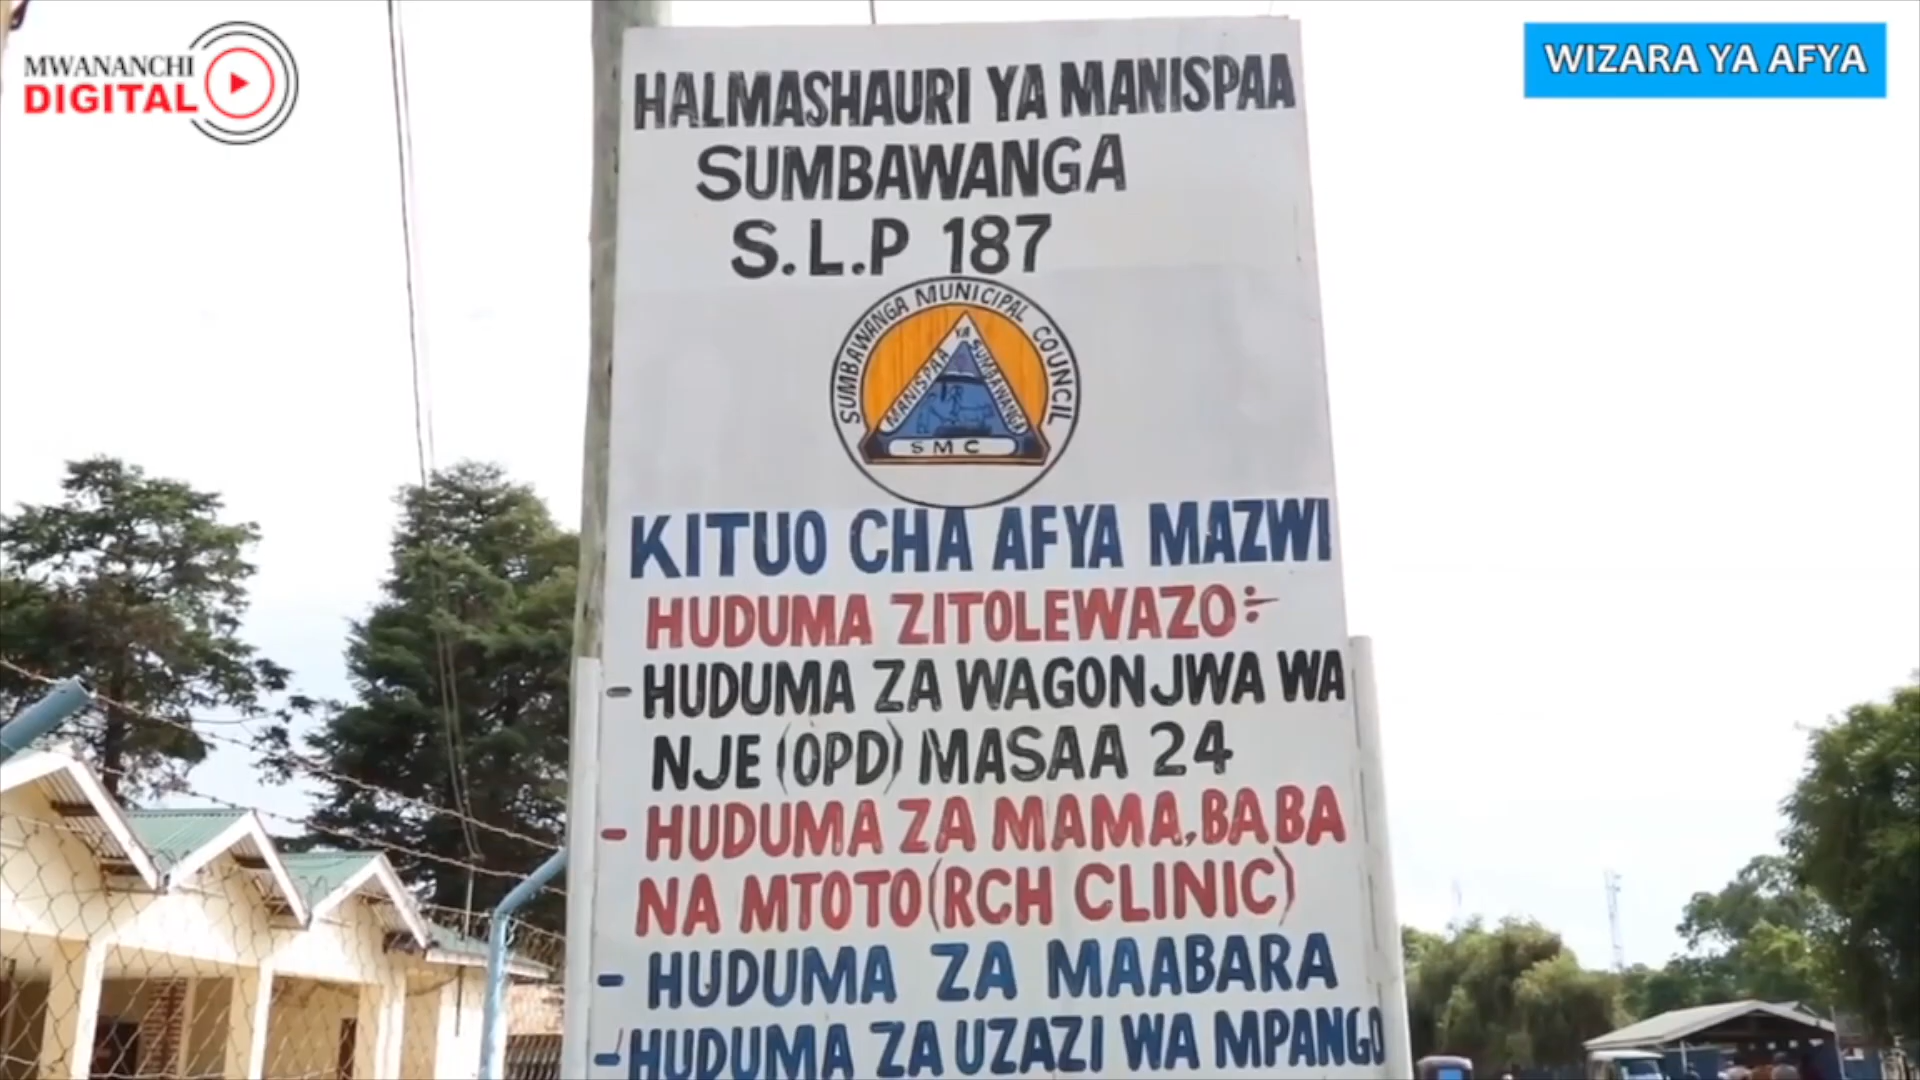 MWANANCHI
DIGITAL
WIZARA YA AFYA
HALMASHAURI YA MANISPAA
SUMBAWANGA
S.L.P 187
SUMBAWANGA MUNICIPAL COUNCIL
MANISPAA YA SUMBAWANGA
SMC
KITUO CHA AFYA MAZWI
HUDUMA ZITOLEWAZO:-
- HUDUMA ZA WAGONJWA WA
NJE (OPD) MASAA 24
- HUDUMA ZA MAMA, BABA
NA MTOTO (RCH CLINIC)
- HUDUMA ZA MAABARA
- HUDUMA ZA UZAZI WA MPANGO